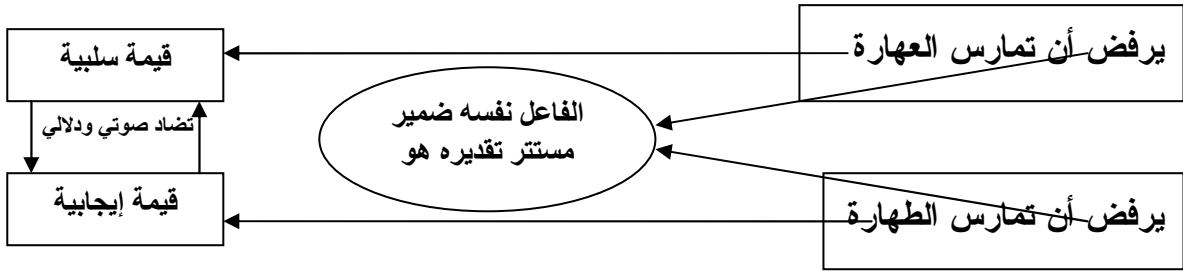 يرفض أن تمارس العهارة
قيمة سلبية
الفاعل نفسه ضمير
مستتر تقديره هو
تضاد صوتي ودلالي
يرفض أن تمارس الطهارة
قيمة إيجابية